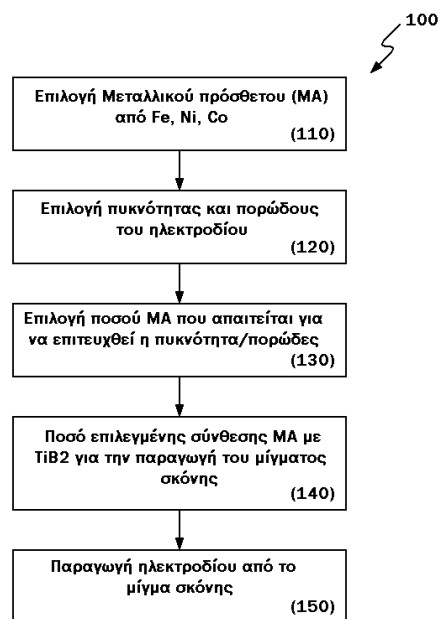 100
Επιλογή Μεταλλικού πρόσθετου (MA)
από Fe, Ni, Co
(110)
Επιλογή πυκνότητας και πορώδους
του ηλεκτροδίου
(120)
Επιλογή ποσού MA που απαιτείται για
να επιτευχθεί η πυκνότητα/πορώδες
(130)
Ποσό επιλεγμένης σύνθεσης MA με
TiB2 για την παραγωγή του μίγματος
σκόνης
(140)
Παραγωγή ηλεκτροδίου από το
μίγμα σκόνης
(150)